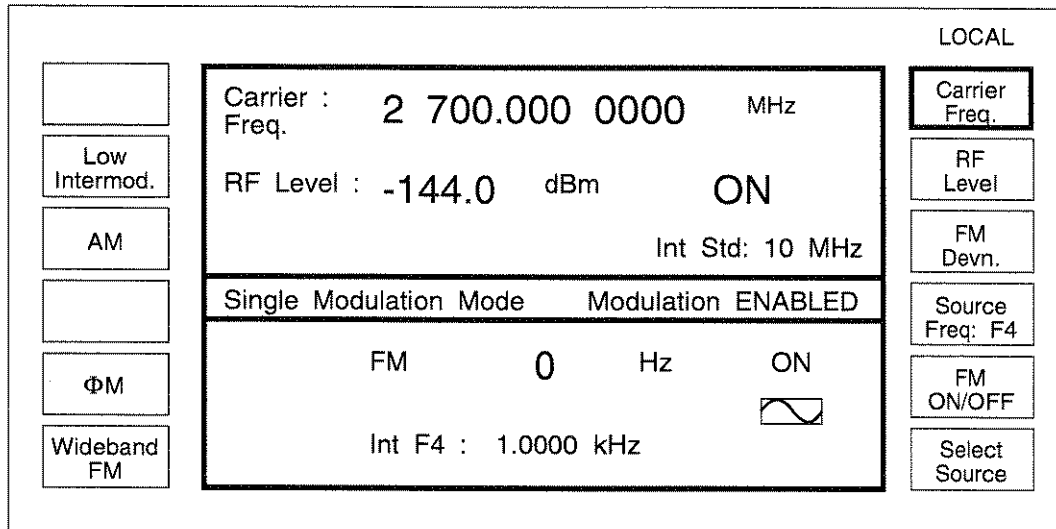 LOCAL
Low
Intermod.
AM
ΦM
Wideband
FM
Carrier :
Freq.
2 700.000 0000 MHz
RF Level : -144.0 dBm ON
Int Std: 10 MHz
Single Modulation Mode Modulation ENABLED
FM 0 Hz ON
Int F4 : 1.0000 kHz
Carrier
Freq.
RF
Level
FM
Devn.
Source
Freq: F4
FM
ON/OFF
Select
Source